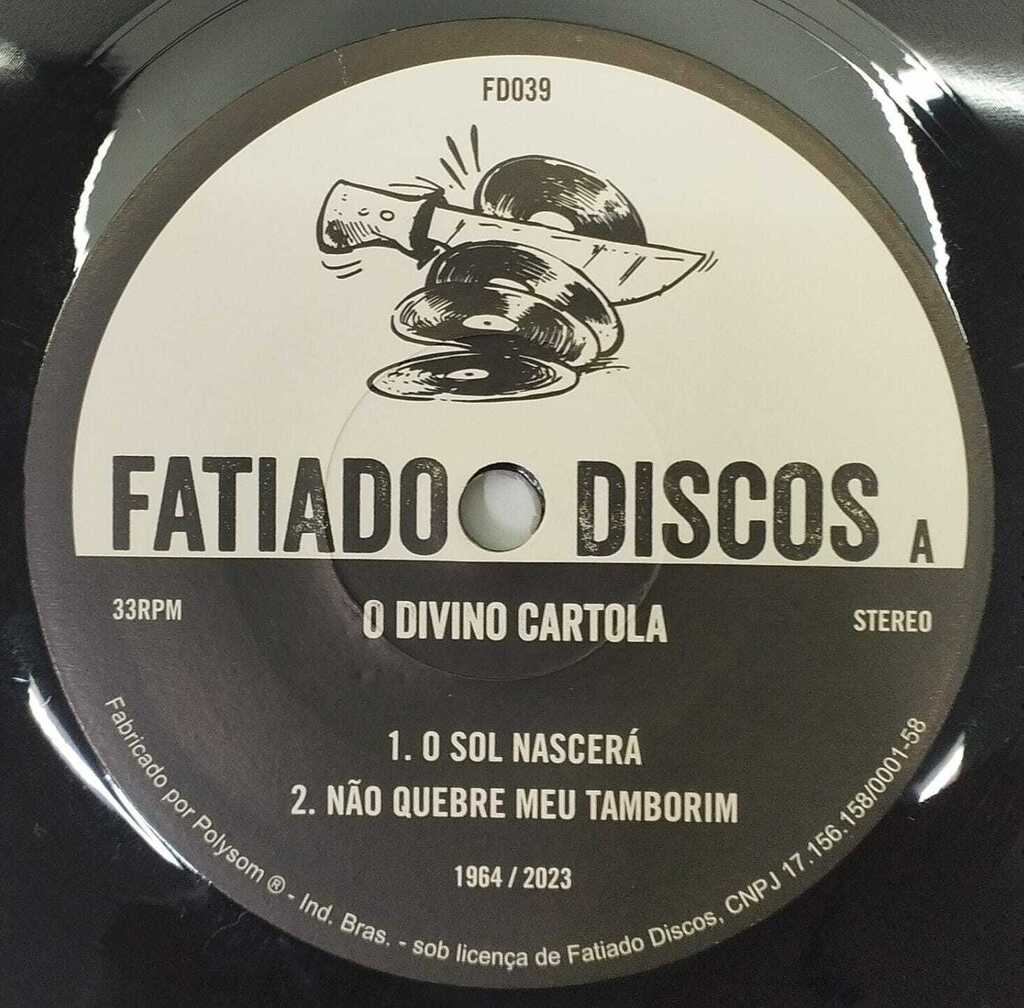 FD039
FATIADO DISCOS A
33RPM
O DIVINO CARTOLA
STEREO
1. O SOL NASCERÁ
2. NÃO QUEBRE MEU TAMBORIM
1964 / 2023
Fabricado por Polysom ® - Ind. Bras. - sob licença de Fatiado Discos, CNPJ 17.156.158/0001-58